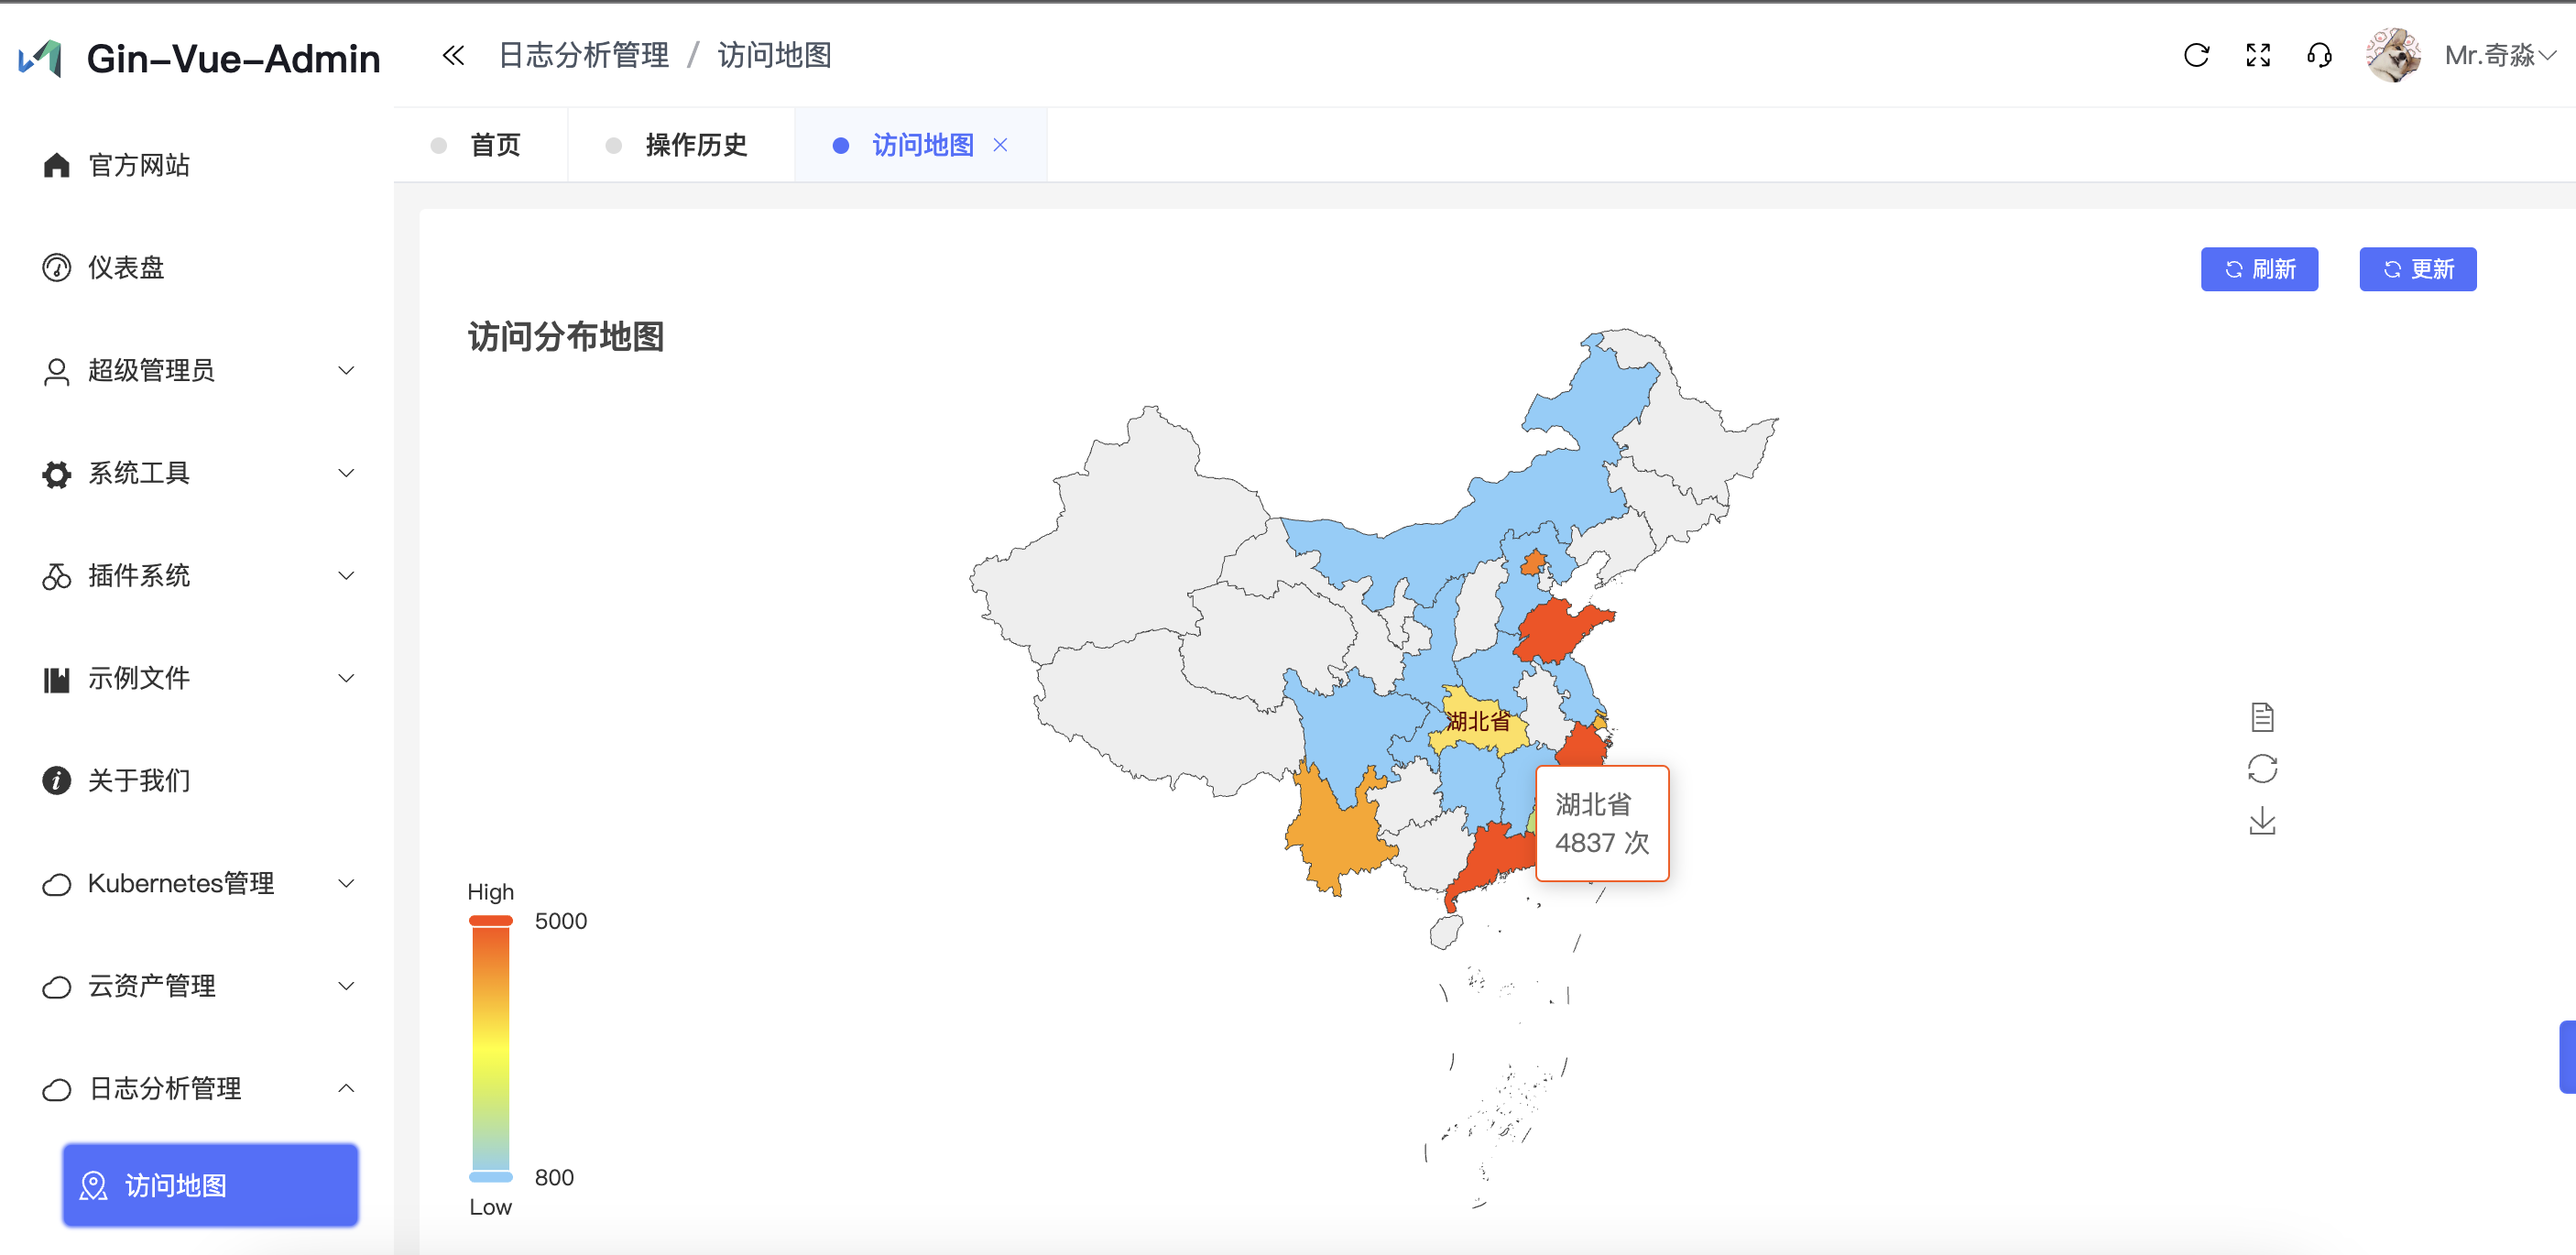 Gin-Vue-Admin
日志分析管理 / 访问地图
Mr.奇淼
首页
操作历史
访问地图
官方网站
仪表盘
超级管理员
系统工具
插件系统
示例文件
关于我们
Kubernetes管理
云资产管理
日志分析管理
访问地图
刷新
更新
访问分布地图
湖北省
湖北省
4837 次
High
5000
800
Low